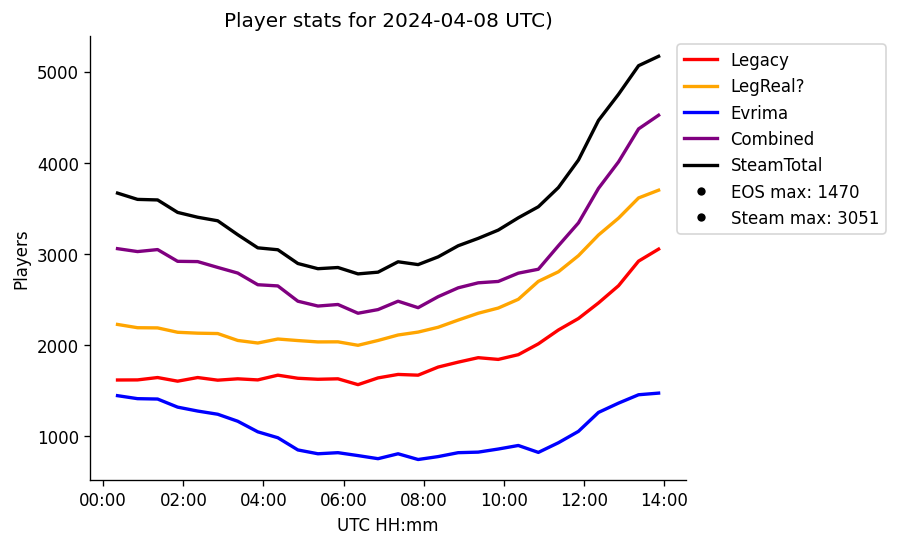 Player stats for 2024-04-08 UTC)
Legacy
LegReal?
Evrima
Combined
SteamTotal
EOS max: 1470
Steam max: 3051
Players
5000
4000
3000
2000
1000
00:00 02:00 04:00 06:00 08:00 10:00 12:00 14:00
UTC HH:mm